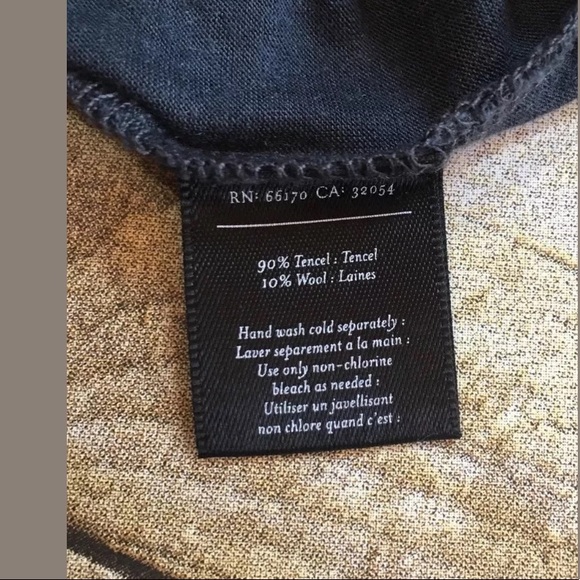 RN: 66170 CA: 32054
90% Tencel : Tencel
10% Wool : Laines
Hand wash cold separately :
Laver separement a la main :
Use only non-chlorine
bleach as needed :
Utiliser un javellisant
non chlore quand c'est :